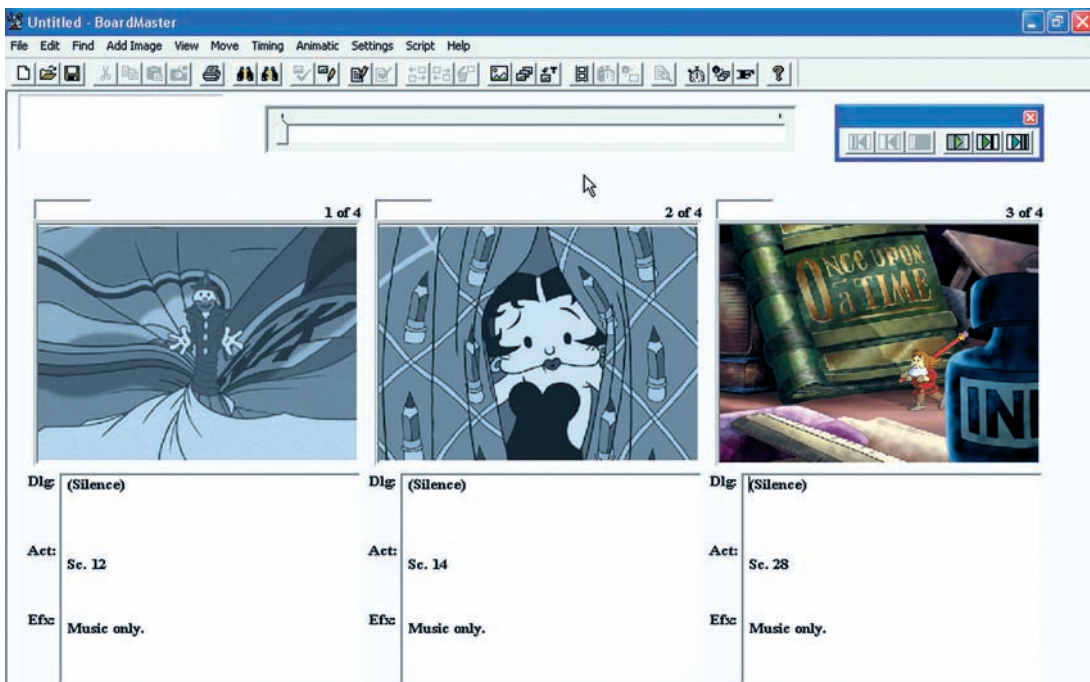 Untitled - BoardMaster
File Edit Find Add Image View Move Timing Animatic Settings Script Help
1 of 4
2 of 4
3 of 4
ONCE UPON
a TIME
IN
Dlg: (Silence)
Act: Sc. 12
Efx: Music only.
Dlg: (Silence)
Act: Sc. 14
Efx: Music only.
Dlg: (Silence)
Act: Sc. 28
Efx: Music only.